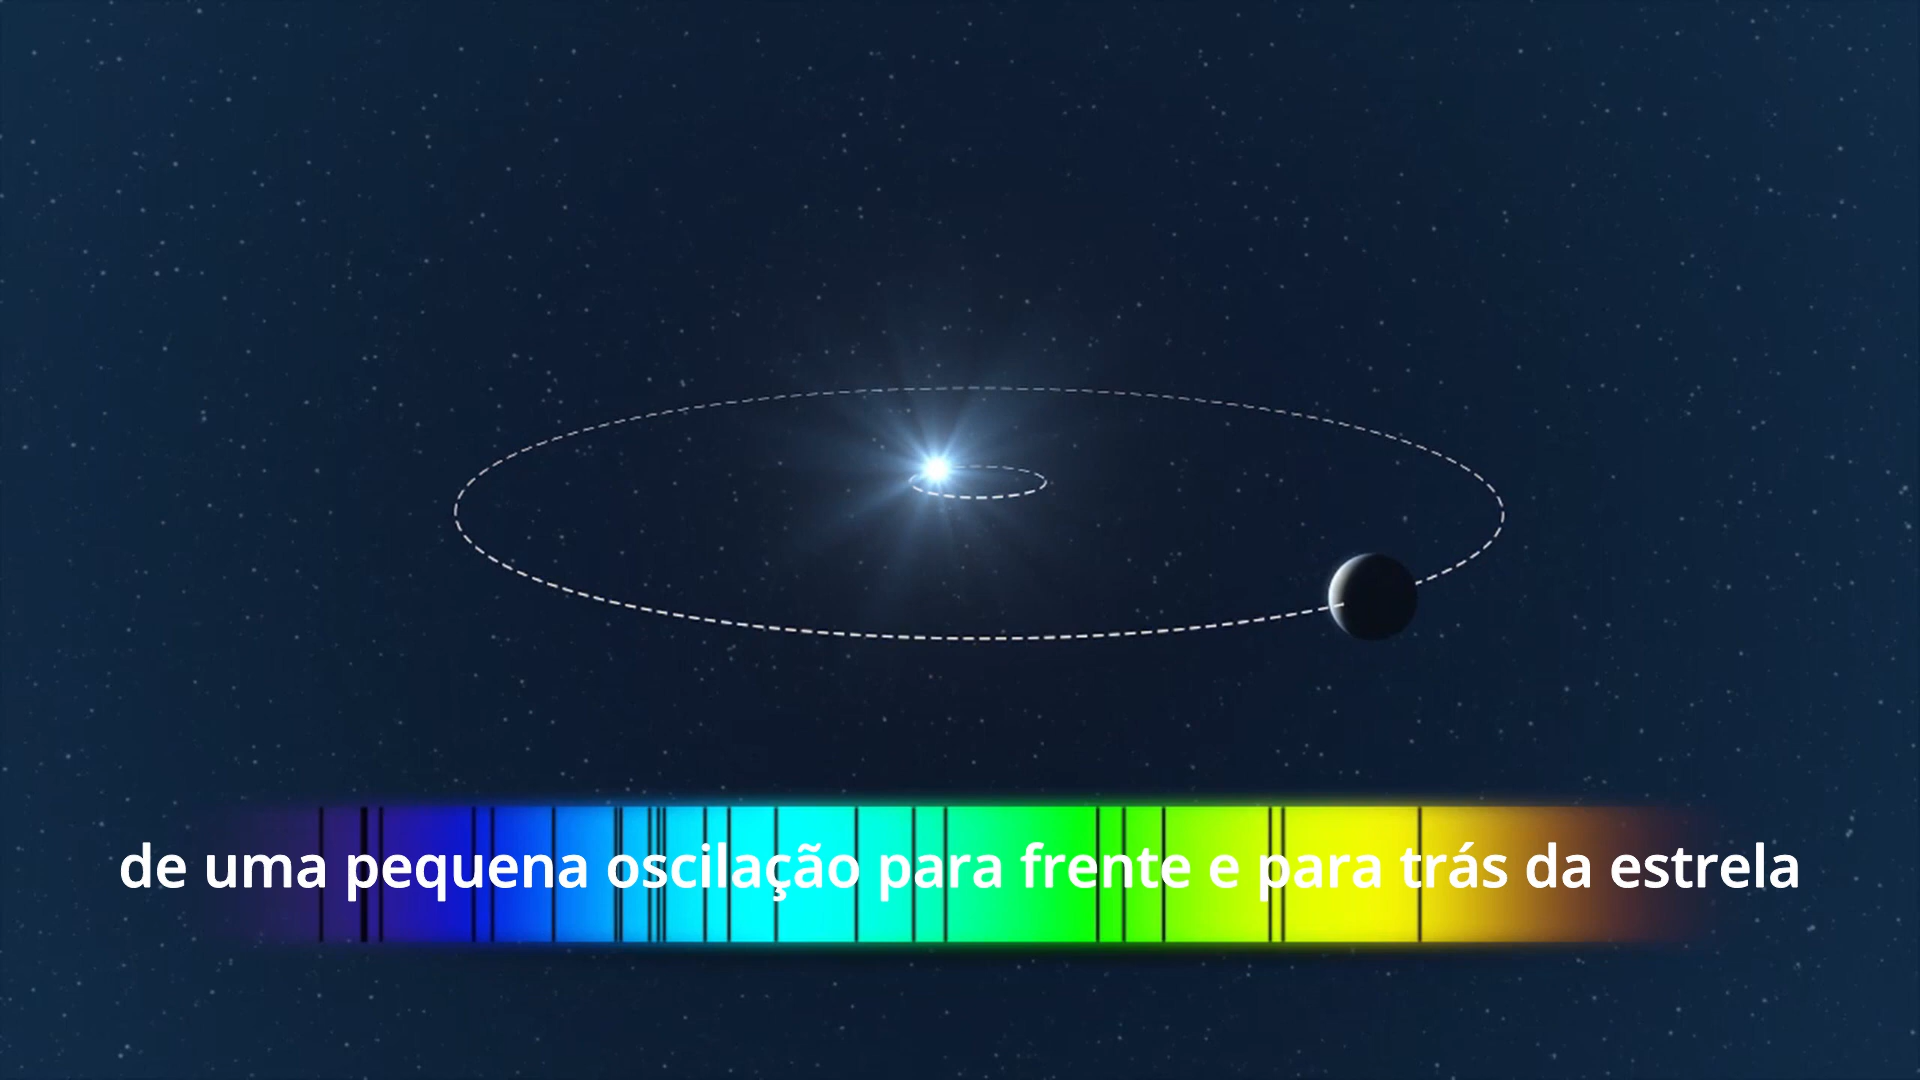 de uma pequena oscilação para frente e para trás da estrela